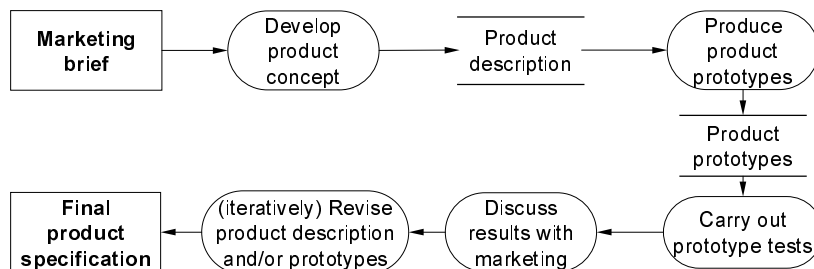 Marketing
brief
Develop
product
concept
Product
description
Produce
product
prototypes
Product
prototypes
Carry out
prototype tests
Discuss
results with
marketing
(iteratively) Revise
product description
and/or prototypes
Final
product
specification